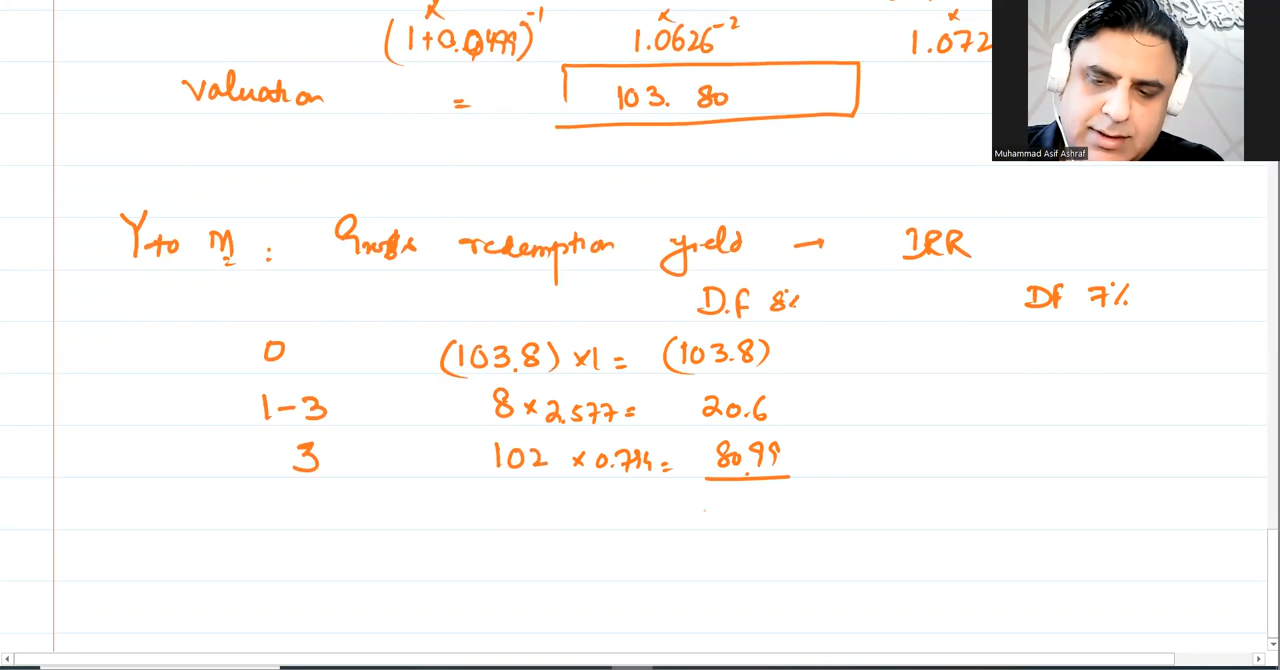 x x x
(1+0.0499)⁻¹ 1.0626⁻² 1.072
valuation = 103.80
Muhammad Asif Ashraf
Y to M : Gross redemption yield → IRR
D.f 8% Df 7%
0 (103.8) ×1 = (103.8)
1-3 8 × 2.577 = 20.6
3 102 × 0.794 = 80.99